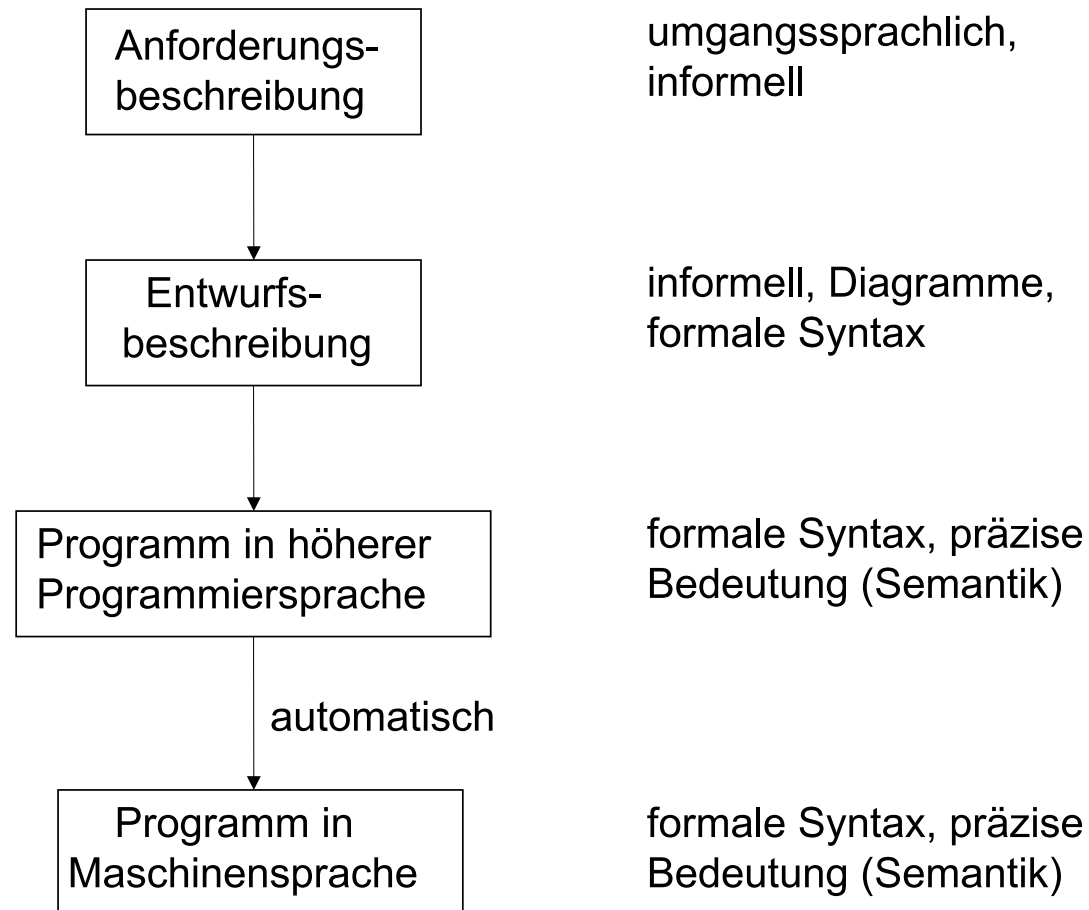 Anforderungs-
beschreibung
umgangssprachlich,
informell
Entwurfs-
beschreibung
informell, Diagramme,
formale Syntax
Programm in höherer
Programmiersprache
formale Syntax, präzise
Bedeutung (Semantik)
automatisch
Programm in
Maschinensprache
formale Syntax, präzise
Bedeutung (Semantik)